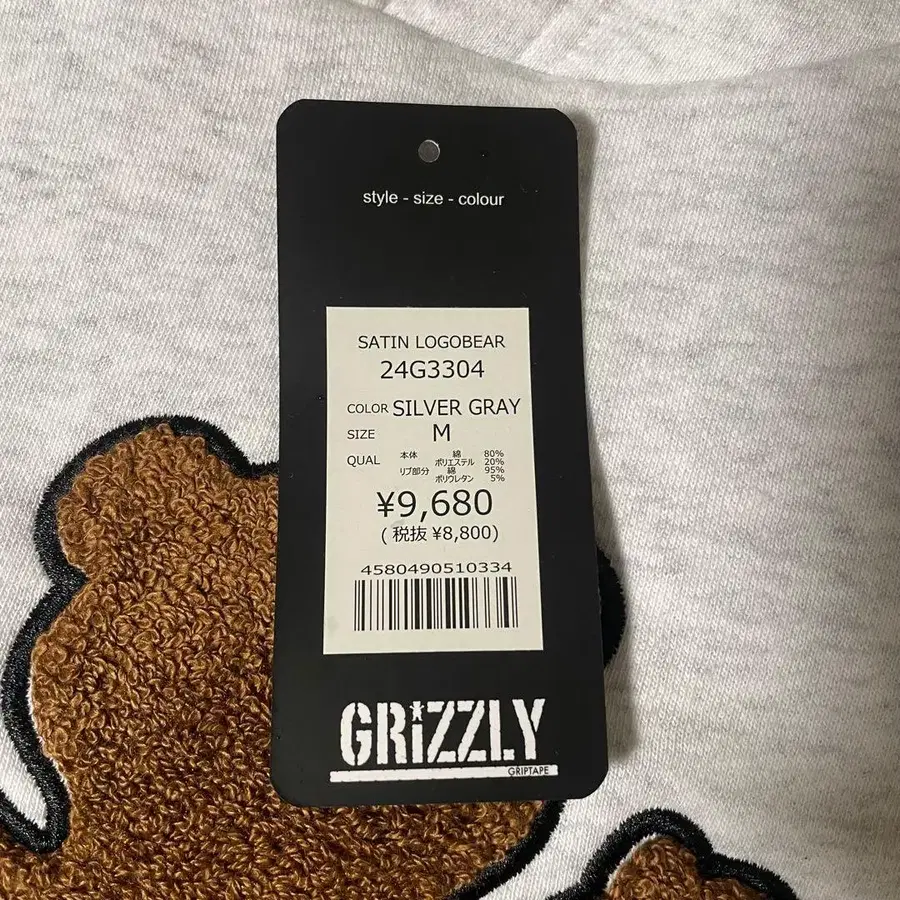 style - size - colour
SATIN LOGOBEAR
24G3304
COLOR SILVER GRAY
SIZE M
QUAL 本体 綿 80%
ポリエステル 20%
リブ部分 綿 95%
ポリウレタン 5%
¥9,680
(税抜 ¥8,800)
4580490510334
GRiZZLY
GRIPTAPE